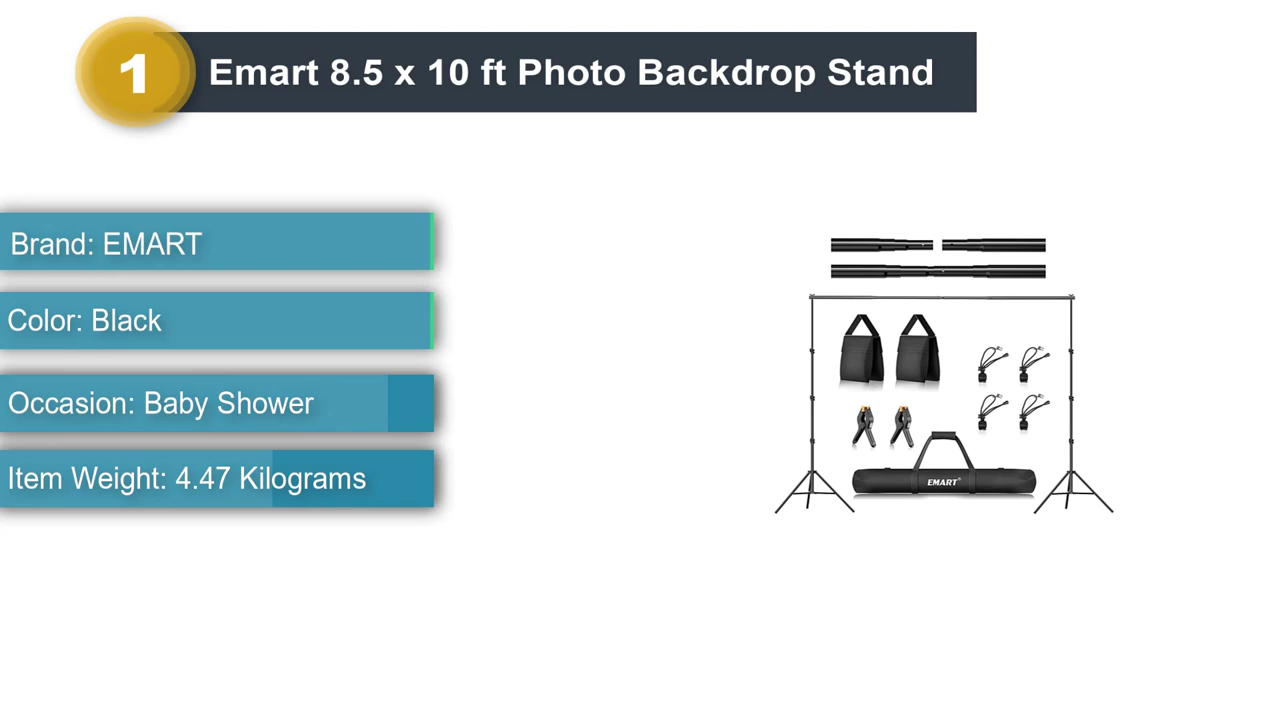 1
Emart 8.5 x 10 ft Photo Backdrop Stand
Brand: EMART
Color: Black
Occasion: Baby Shower
Item Weight: 4.47 Kilograms
EMART